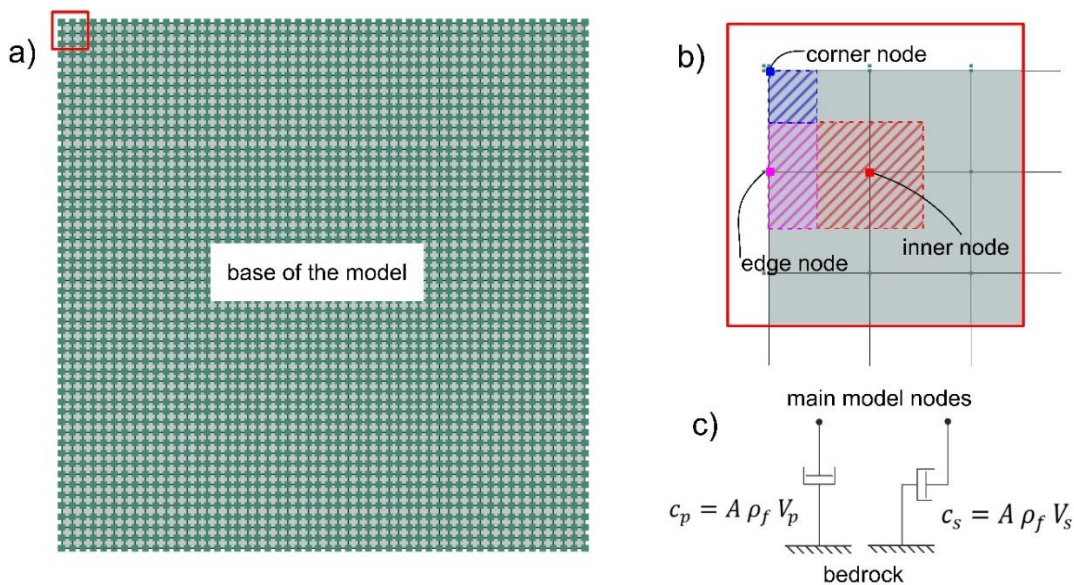 a)
base of the model
b)
corner node
edge node
inner node
main model nodes
c)
c_p = A ρ_f V_p
c_s = A ρ_f V_s
bedrock